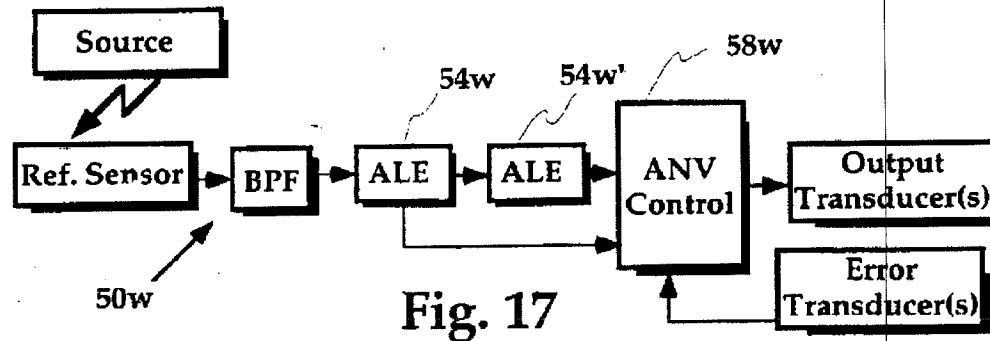 Source
54w
54w'
58w
Ref. Sensor
BPF
ALE
ALE
ANV
Control
Output
Transducer(s)
Error
Transducer(s)
50w
Fig. 17